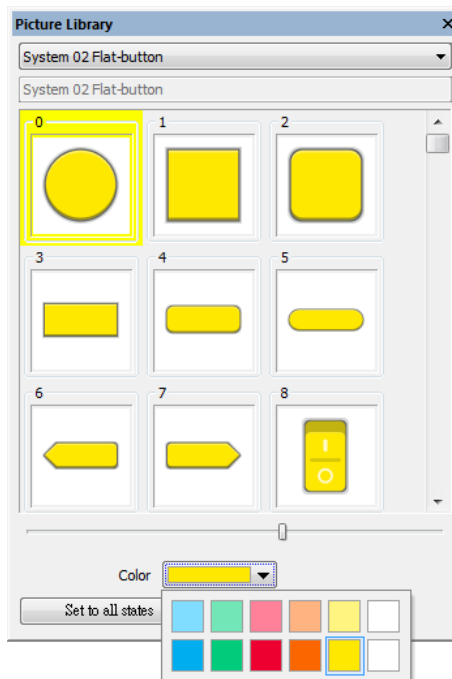 Picture Library
System 02 Flat-button
System 02 Flat-button
0 1 2
3 4 5
6 7 8
Color
Set to all states